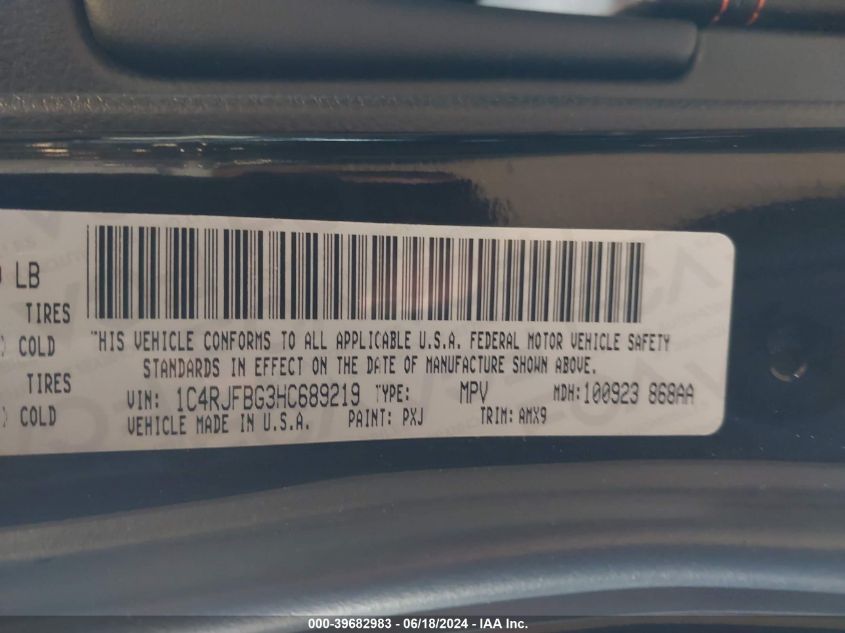 LB
TIRES
COLD
TIRES
COLD
HIS VEHICLE CONFORMS TO ALL APPLICABLE U.S.A. FEDERAL MOTOR VEHICLE SAFETY
STANDARDS IN EFFECT ON THE DATE OF MANUFACTURE SHOWN ABOVE.
VIN: 1C4RJFBG3HC689219 TYPE: MPV MDH: 100923 868AA
VEHICLE MADE IN U.S.A. PAINT: PXJ TRIM: AMX9
000-39682983 - 06/18/2024 - IAA Inc.